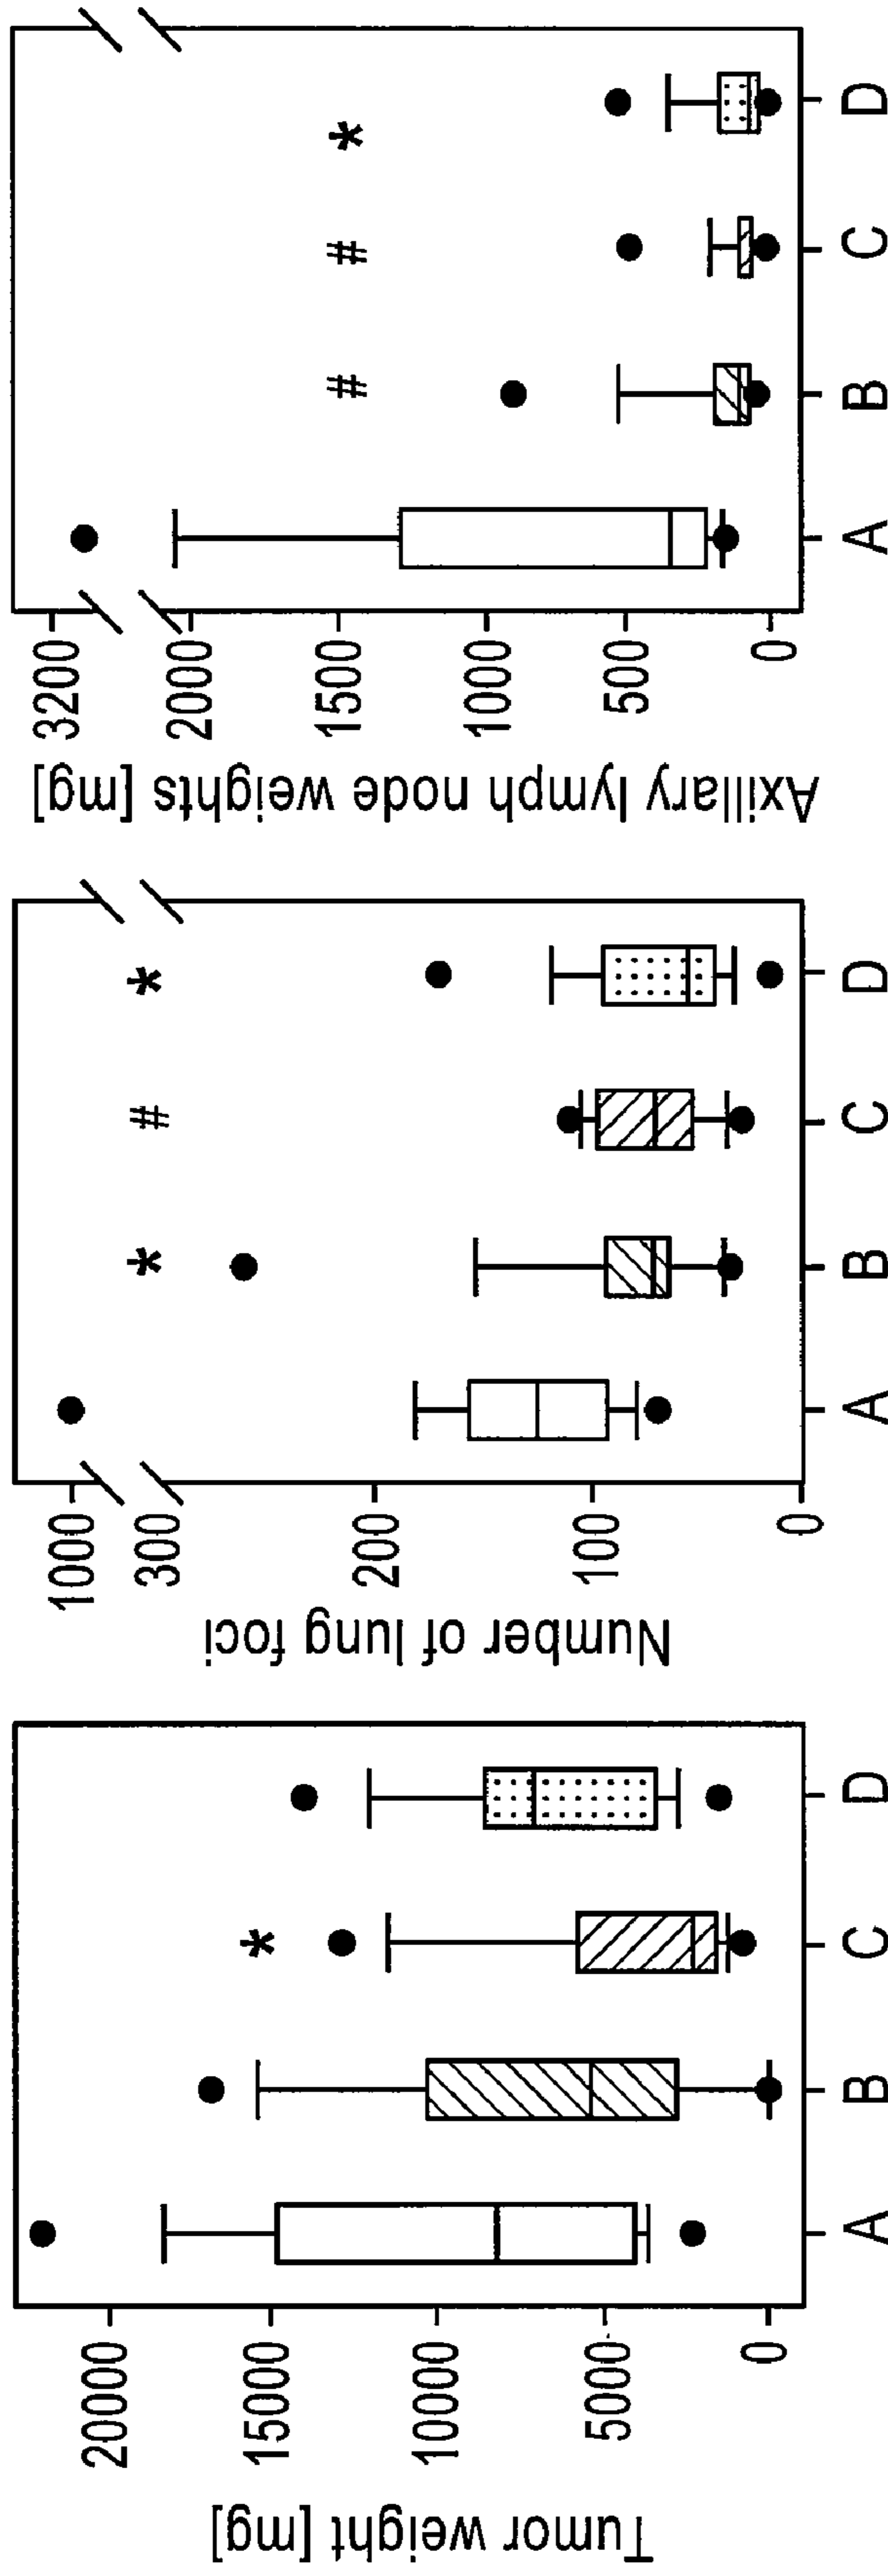 Tumor weight [mg]
20000
15000
10000
5000
0
*
A B C D
Number of lung foci
1000
300
200
100
0
* # *
A B C D
Axillary lymph node weights [mg]
3200
2000
1500
1000
500
0
# # *
A B C D